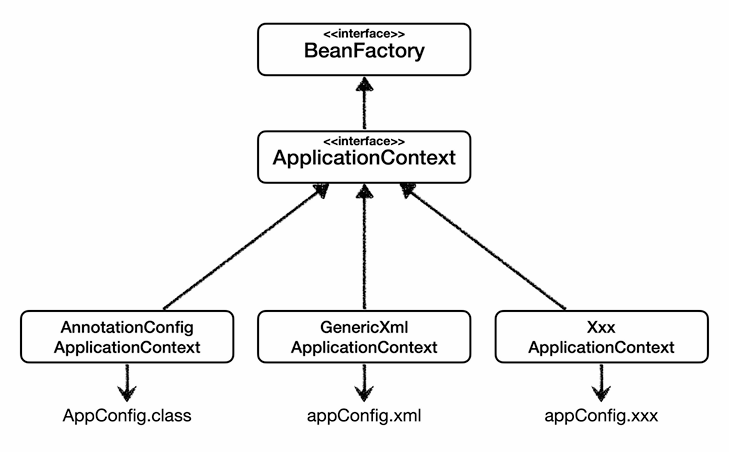 <<interface>>
BeanFactory
<<interface>>
ApplicationContext
AnnotationConfig
ApplicationContext
GenericXml
ApplicationContext
Xxx
ApplicationContext
AppConfig.class
appConfig.xml
appConfig.xxx